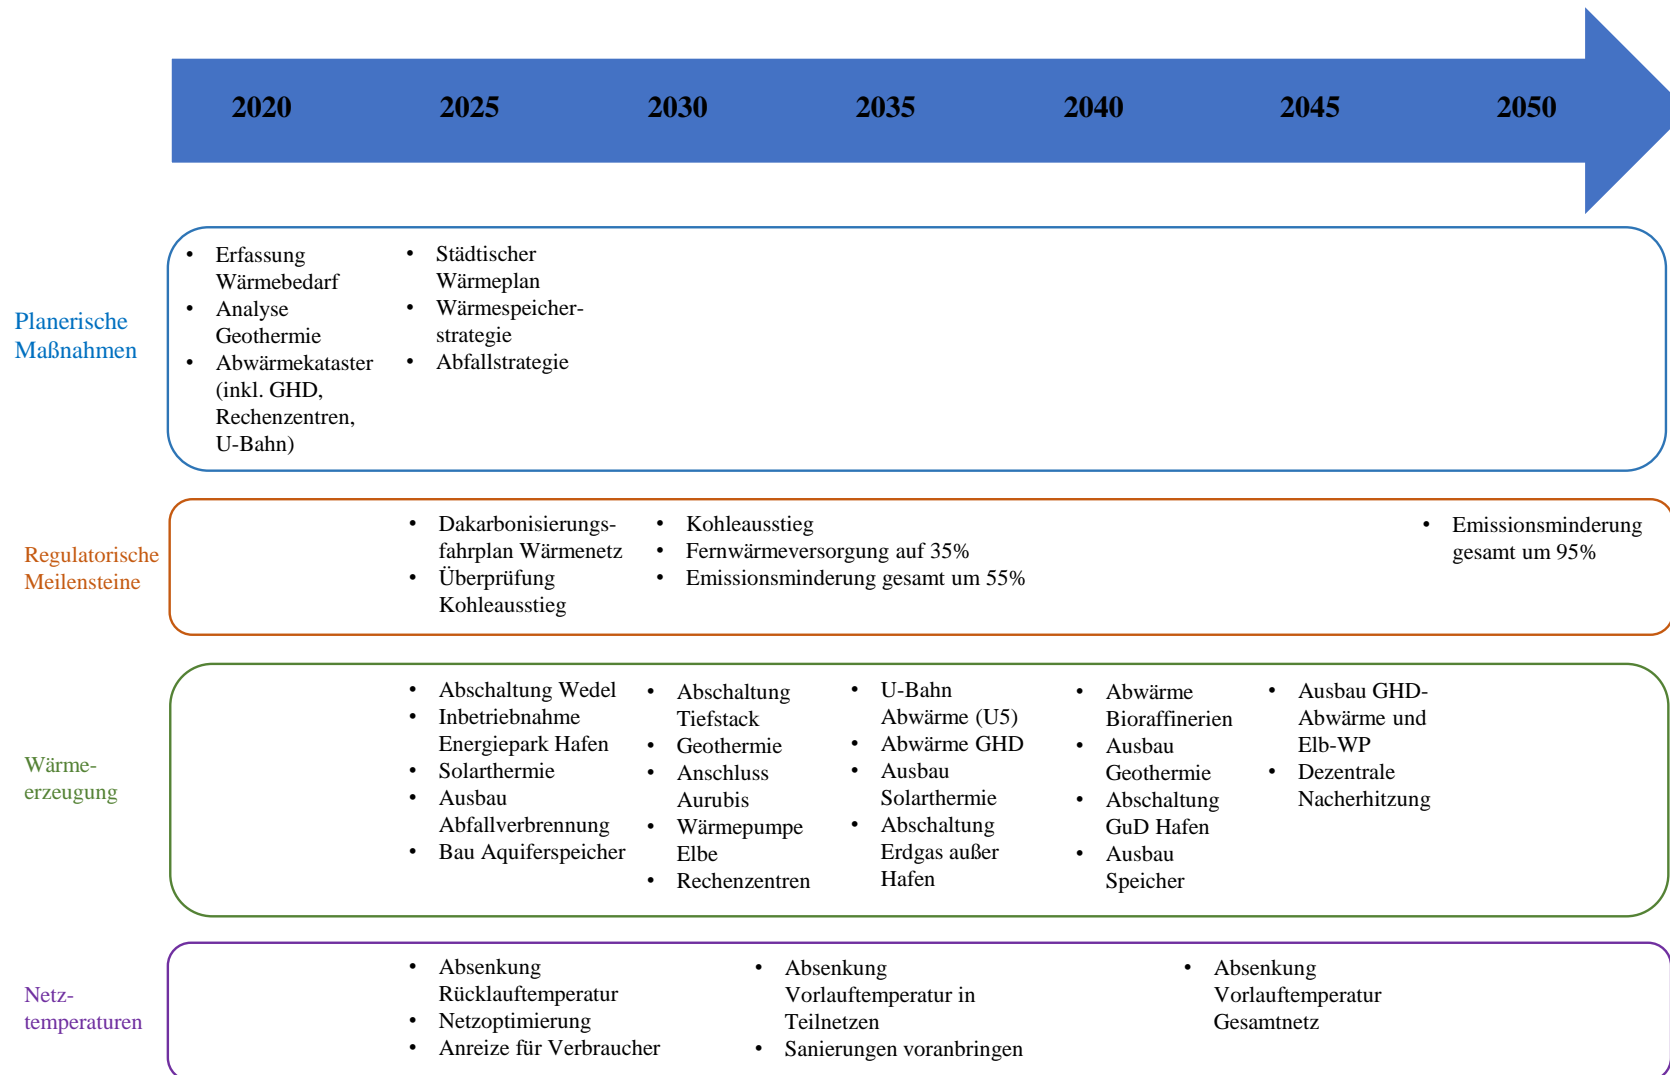 2020 2025 2030 2035 2040 2045 2050
Planerische
Maßnahmen
• Erfassung
Wärmebedarf
• Analyse
Geothermie
• Abwärmekataster
(inkl. GHD,
Rechenzentren,
U-Bahn)
• Städtischer
Wärmeplan
• Wärmespeicher-
strategie
• Abfallstrategie
Regulatorische
Meilensteine
• Dakarbonisierungs-
fahrplan Wärmenetz
• Überprüfung
Kohleausstieg
• Kohleausstieg
• Fernwärmeversorgung auf 35%
• Emissionsminderung gesamt um 55%
• Emissionsminderung
gesamt um 95%
Wärme-
erzeugung
• Abschaltung Wedel
• Inbetriebnahme
Energiepark Hafen
• Solarthermie
• Ausbau
Abfallverbrennung
• Bau Aquiferspeicher
• Abschaltung
Tiefstack
• Geothermie
• Anschluss
Aurubis
• Wärmepumpe
Elbe
• Rechenzentren
• U-Bahn
Abwärme (U5)
• Abwärme GHD
• Ausbau
Solarthermie
• Abschaltung
Erdgas außer
Hafen
• Abwärme
Bioraffinerien
• Ausbau
Geothermie
• Abschaltung
GuD Hafen
• Ausbau
Speicher
• Ausbau GHD-
Abwärme und
Elb-WP
• Dezentrale
Nacherhitzung
Netz-
temperaturen
• Absenkung
Rücklauftemperatur
• Netzoptimierung
• Anreize für Verbraucher
• Absenkung
Vorlauftemperatur in
Teilnetzen
• Sanierungen voranbringen
• Absenkung
Vorlauftemperatur
Gesamtnetz